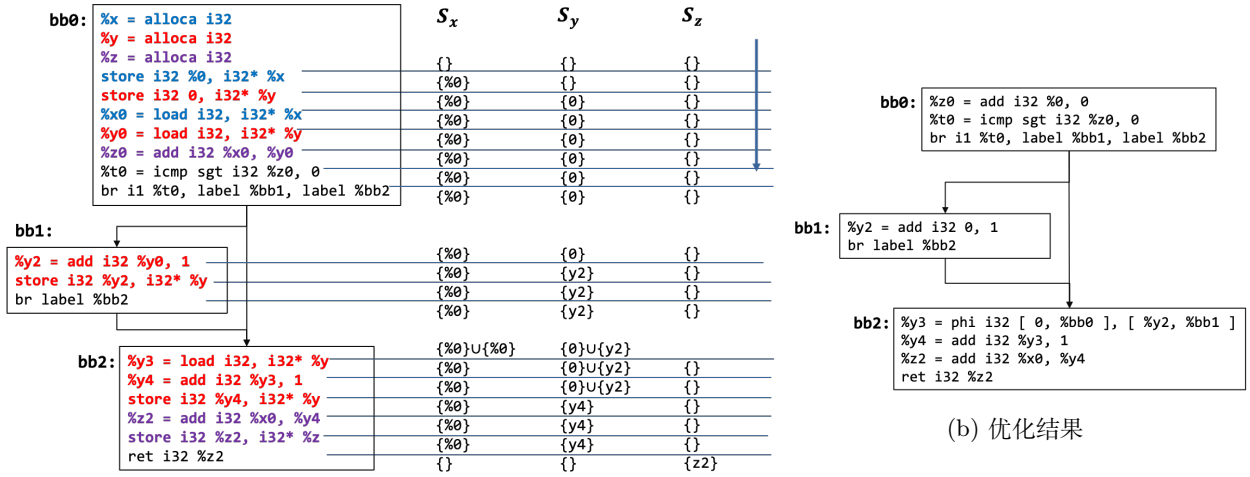 bb0:
%x = alloca i32
%y = alloca i32
%z = alloca i32
store i32 %0, i32* %x
store i32 0, i32* %y
%x0 = load i32, i32* %x
%y0 = load i32, i32* %y
%z0 = add i32 %x0, %y0
%t0 = icmp sgt i32 %z0, 0
br i1 %t0, label %bb1, label %bb2
bb1:
%y2 = add i32 %y0, 1
store i32 %y2, i32* %y
br label %bb2
bb2:
%y3 = load i32, i32* %y
%y4 = add i32 %y3, 1
store i32 %y4, i32* %y
%z2 = add i32 %x0, %y4
store i32 %z2, i32* %z
ret i32 %z2
S_x S_y S_z
{} {} {}
{%0} {} {}
{%0} {0} {}
{%0} {0} {}
{%0} {0} {}
{%0} {0} {}
{%0} {0} {}
{%0} {0} {}
{%0} {0} {}
{%0} {y2} {}
{%0} {y2} {}
{%0} {y2} {}
{%0}∪{%0} {0}∪{y2}
{%0} {0}∪{y2} {}
{%0} {0}∪{y2} {}
{%0} {y4} {}
{%0} {y4} {}
{%0} {y4} {}
{} {} {z2}
bb0:
%z0 = add i32 %0, 0
%t0 = icmp sgt i32 %z0, 0
br i1 %t0, label %bb1, label %bb2
bb1:
%y2 = add i32 0, 1
br label %bb2
bb2:
%y3 = phi i32 [ 0, %bb0 ], [ %y2, %bb1 ]
%y4 = add i32 %y3, 1
%z2 = add i32 %x0, %y4
ret i32 %z2
(b) 优化结果